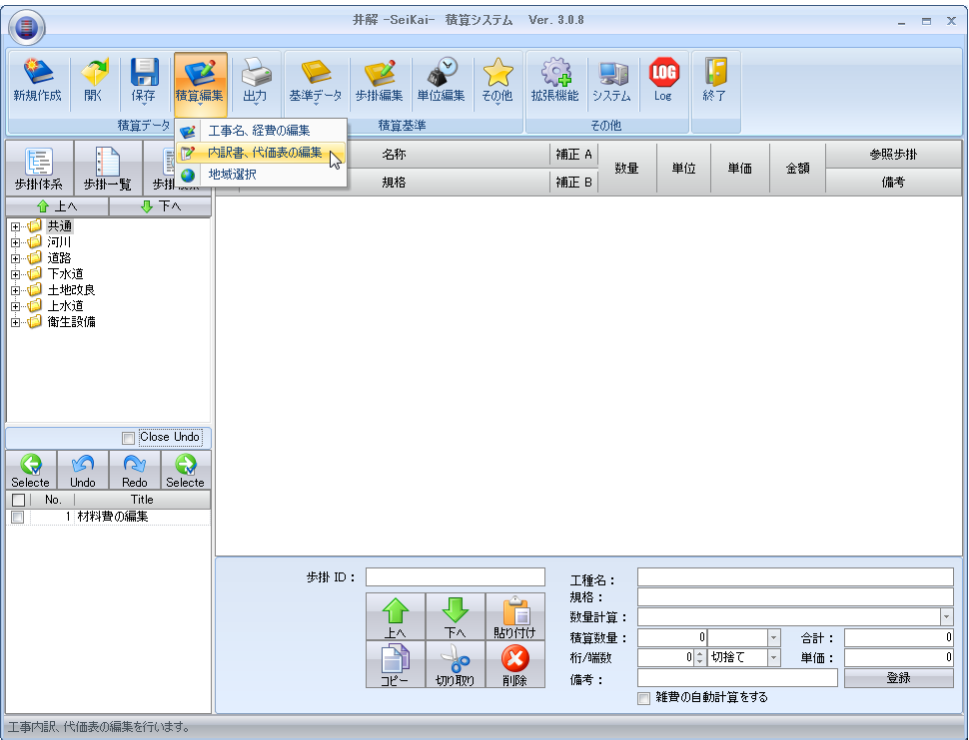 井解 -SeiKai- 積算システム Ver. 3.0.8
新規作成 開く 保存 積算編集 出力 基準データ 歩掛編集 単位編集 その他 拡張機能 システム Log 終了
LOG
積算データ 積算基準 その他
工事名、経費の編集
内訳書、代価表の編集
地域選択
歩掛体系 歩掛一覧
名称 補正 A 数量 単位 単価 金額 参照歩掛
規格 補正 B 備考
上へ 下へ
共通
河川
道路
下水道
土地改良
上水道
衛生設備
Close Undo
Selecte Undo Redo Selecte
No. Title
1 材料費の編集
歩掛 ID :
上へ 下へ 貼り付け
コピー 切り取り 削除
工種名 :
規格 :
数量計算 :
積算数量 : 0 合計 : 0
桁/端数 0 切捨て 単価 : 0
備考 : 登録
雑費の自動計算をする
工事内訳、代価表の編集を行います。